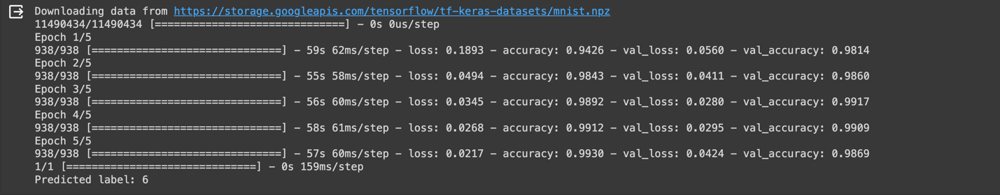 Downloading data from https://storage.googleapis.com/tensorflow/tf-keras-datasets/mnist.npz
11490434/11490434 [==============================] - 0s 0us/step
Epoch 1/5
938/938 [==============================] - 59s 62ms/step - loss: 0.1893 - accuracy: 0.9426 - val_loss: 0.0560 - val_accuracy: 0.9814
Epoch 2/5
938/938 [==============================] - 55s 58ms/step - loss: 0.0494 - accuracy: 0.9843 - val_loss: 0.0411 - val_accuracy: 0.9860
Epoch 3/5
938/938 [==============================] - 56s 60ms/step - loss: 0.0345 - accuracy: 0.9892 - val_loss: 0.0280 - val_accuracy: 0.9917
Epoch 4/5
938/938 [==============================] - 58s 61ms/step - loss: 0.0268 - accuracy: 0.9912 - val_loss: 0.0295 - val_accuracy: 0.9909
Epoch 5/5
938/938 [==============================] - 57s 60ms/step - loss: 0.0217 - accuracy: 0.9930 - val_loss: 0.0424 - val_accuracy: 0.9869
1/1 [==============================] - 0s 159ms/step
Predicted label: 6